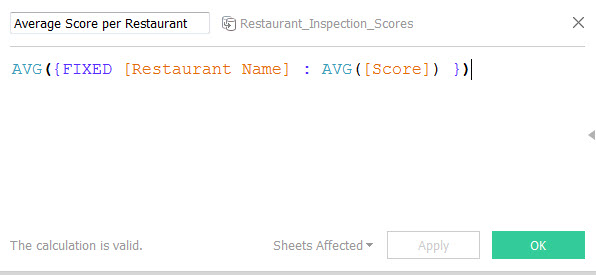 Average Score per Restaurant Restaurant_Inspection_Scores
AVG({FIXED [Restaurant Name] : AVG([Score]) })
The calculation is valid. Sheets Affected Apply OK